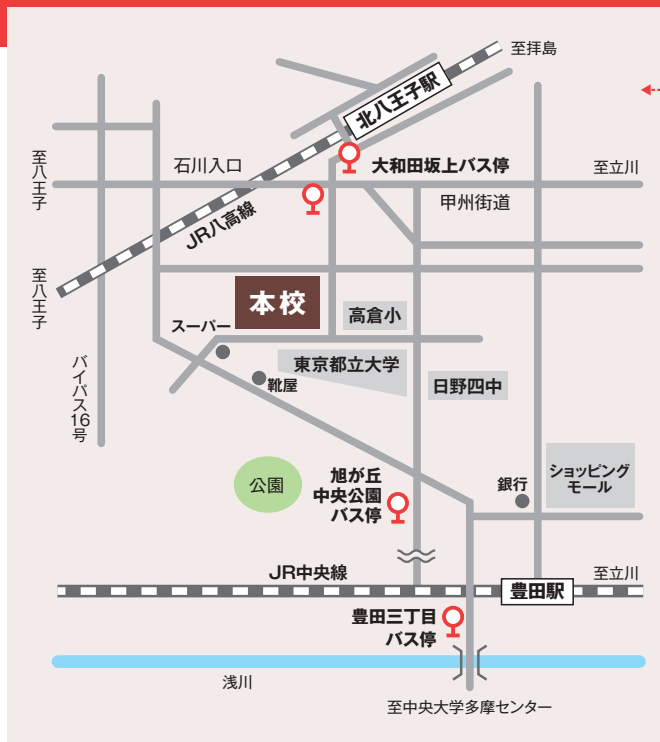 至拝島
北八王子駅
石川入口
大和田坂上バス停
至立川
至八王子
甲州街道
JR八高線
至八王子
本校
高倉小
スーパー
東京都立大学
靴屋
日野四中
バイパス16号
公園
旭が丘
中央公園
バス停
銀行
ショッピング
モール
JR中央線
豊田駅
至立川
豊田三丁目
バス停
浅川
至中央大学多摩センター